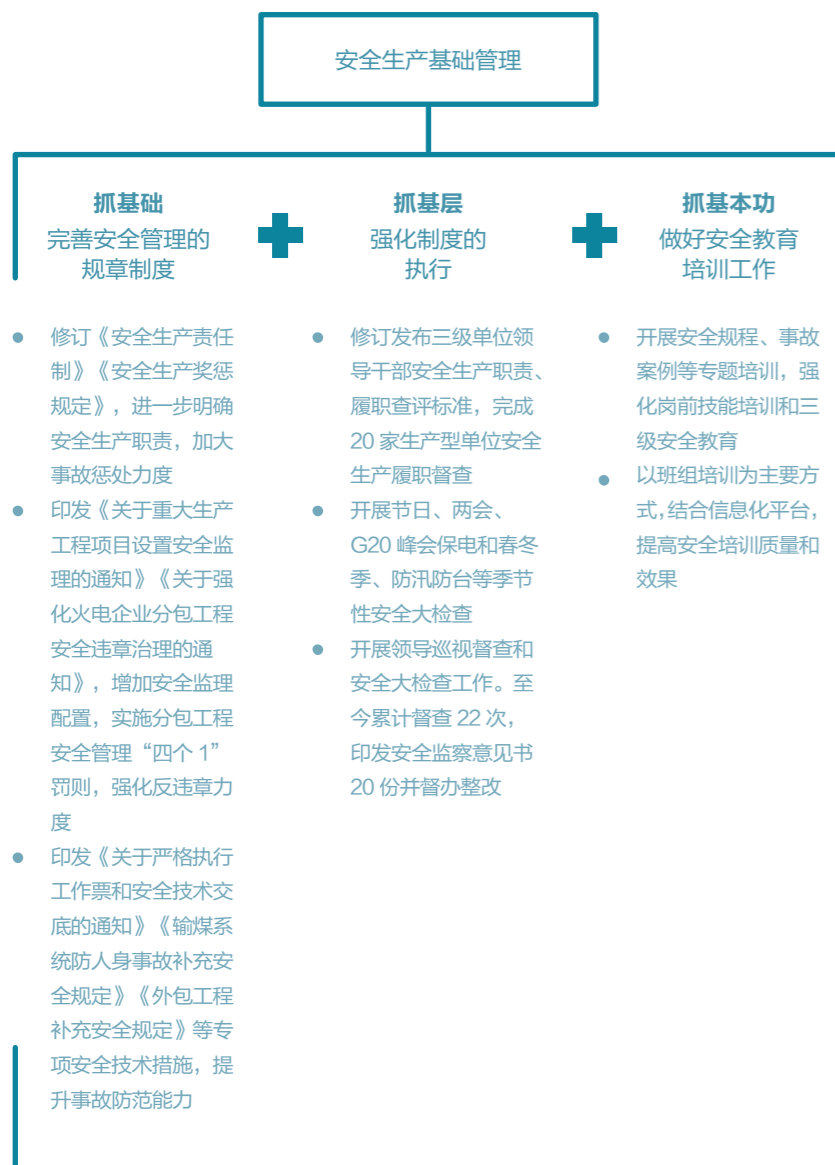 安全生产基础管理
抓基础
完善安全管理的
规章制度
抓基层
强化制度的
执行
抓基本功
做好安全教育
培训工作
● 修订《安全生产责任
制》《安全生产奖惩
规定》，进一步明确
安全生产职责，加大
事故惩处力度
● 印发《关于重大生产
工程项目设置安全监
理的通知》《关于强
化火电企业分包工程
安全违章治理的通
知》，增加安全监理
配置，实施分包工程
安全管理“四个 1”
罚则，强化反违章力
度
● 印发《关于严格执行
工作票和安全技术交
底的通知》《输煤系
统防人身事故补充安
全规定》《外包工程
补充安全规定》等专
项安全技术措施，提
升事故防范能力
● 修订发布三级单位领
导干部安全生产职责、
履职查评标准，完成
20 家生产型单位安全
生产履职督查
● 开展节日、两会、
G20 峰会保电和春冬
季、防汛防台等季节
性安全大检查
● 开展领导巡视督查和
安全大检查工作。至
今累计督查 22 次，
印发安全监察意见书
20 份并督办整改
● 开展安全规程、事故
案例等专题培训，强
化岗前技能培训和三
级安全教育
● 以班组培训为主要方
式，结合信息化平台，
提高安全培训质量和
效果